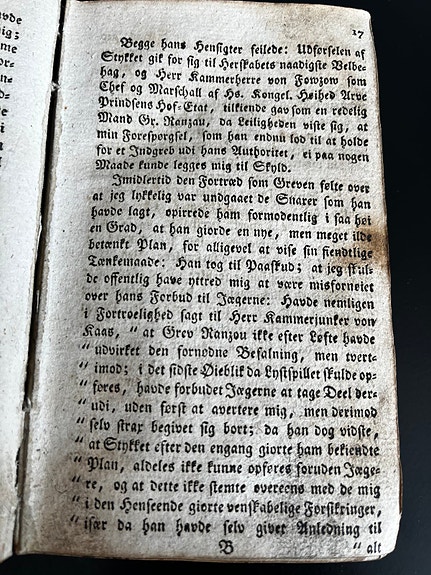 17
Begge hans Hensigter feilede: Udførselen af
Stykket gik for sig til Herskabets naadigste Velbe-
hag, og Herr Kammerherre von Fowzow som
Chef og Marschall af Hs. Kongel. Høihed Arve
Prindsens Hof-Etat, tilkiende gav som en redelig
Mand Gr. Ranzau, da Leiligheden viste sig, at
min Forespørgsel, som han endnu lod til at holde
for et Indgreb udi hans Authoritet, ei paa nogen
Maade kunde legges mig til Skyld.
Imidlertid den Fortræd som Greven følte over
at jeg lykkelig var undgaaet de Snarer som han
havde lagt, opirrede ham formodentlig i saa høi
en Grad, at han giorde en nye, men meget ilde
betænkt Plan, for alligevel at vise sin fiendtlige
Tænkemaade: Han tog til Paaskud; at jeg skuls
de offentlig have yttred mig at være misfornøiet
over hans Forbud til Jægerne: Havde nemligen
i Fortroelighed sagt til Herr Kammerjunker von
Kaas, “ at Grev Ranzou ikke efter Løfte havde
“ udvirket den fornødne Befalning, men tvert-
“ imod; i det sidste Øieblik da Lystspillet skulde op-
“ føres, havde forbudet Jægerne at tage Deel der-
“ udi, uden først at avertere mig, men derimod
“ selv strax begivet sig bort; da han dog vidste,
“ at Stykket efter den engang giorte ham bekiendte
“ Plan, aldeles ikke kunne opføres foruden Jæge-
“ re, og at dette ikke stemte overeens med de mig
“ i den Henseende giorte venskabelige Forsikringer,
“ især da han havde selv givet Anledning til
B “ alt